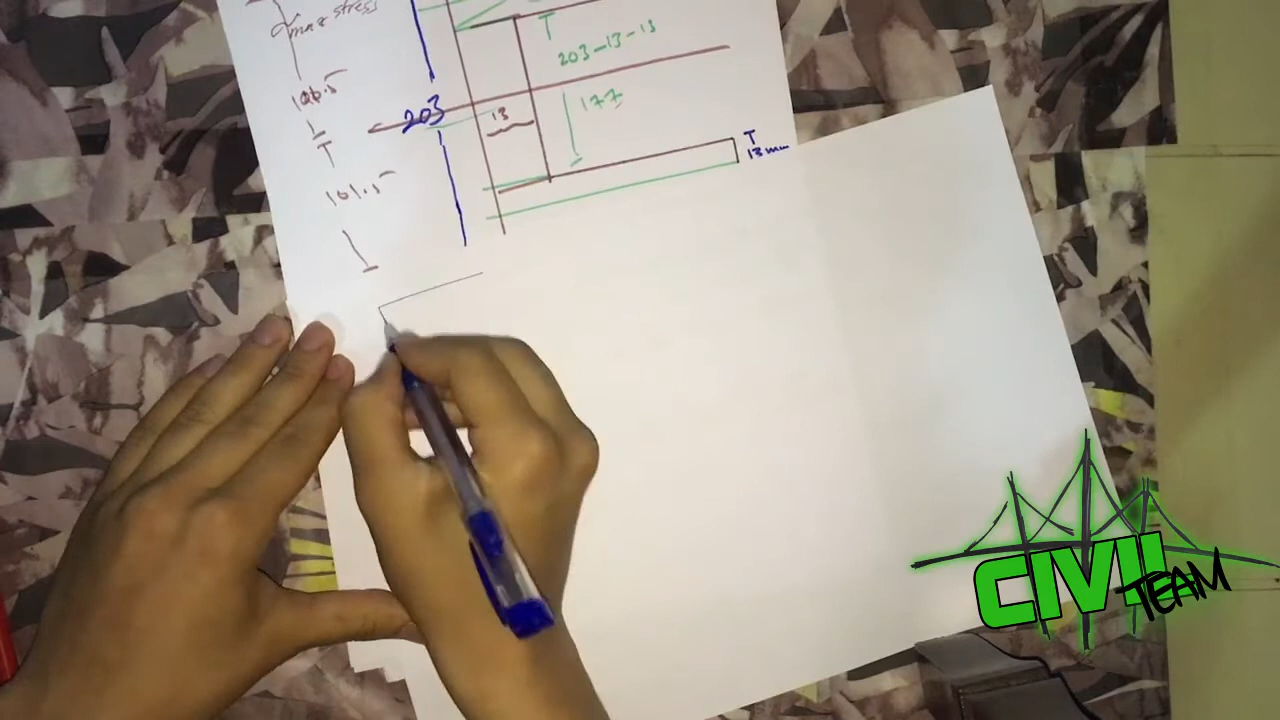 max stress
T
203-13-13
101.5
203
13
177
T
13mm
T
101.5
CIVIL
TEAM